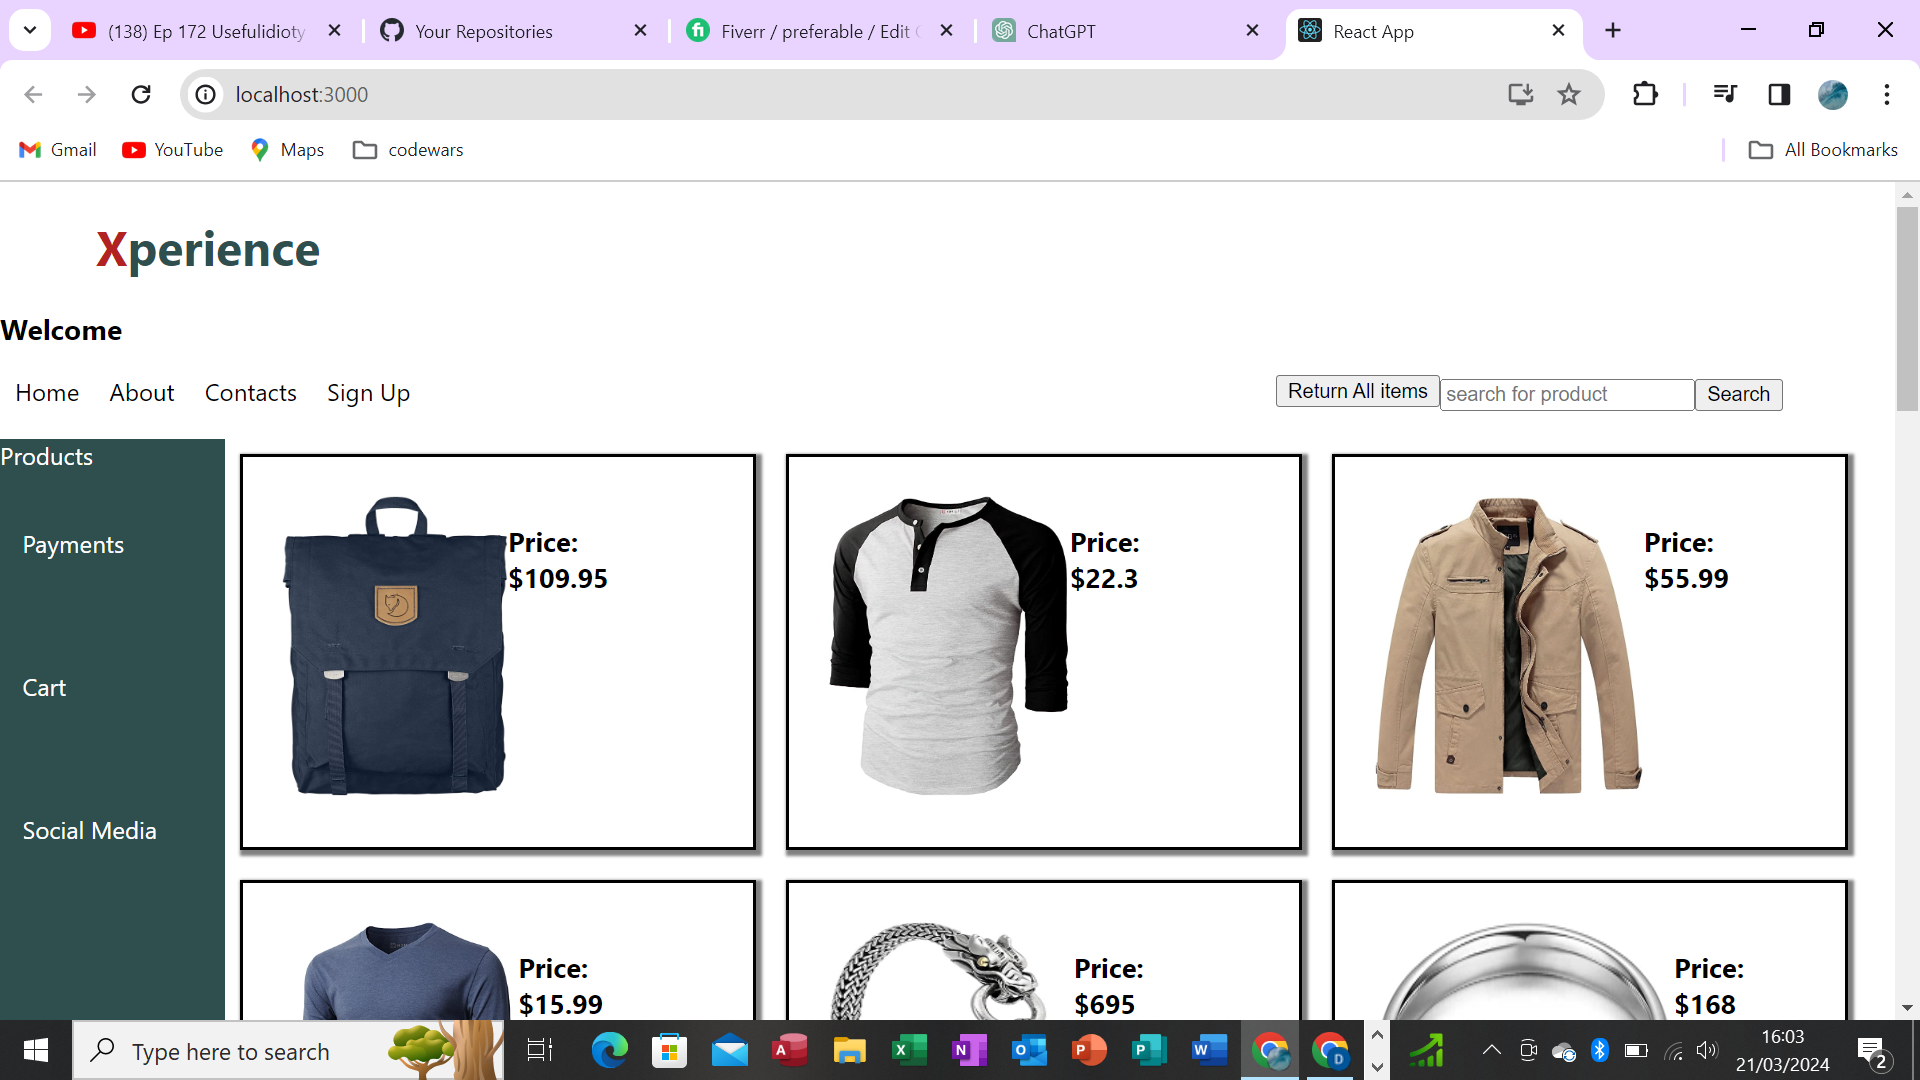 (138) Ep 172 Usefulidioty
Your Repositories
Fiverr / preferable / Edit
ChatGPT
React App
localhost:3000
Gmail
YouTube
Maps
codewars
All Bookmarks
Xperience
Welcome
Home
About
Contacts
Sign Up
Return All items
search for product
Search
Products
Payments
Cart
Social Media
Price:
$109.95
Price:
$22.3
Price:
$55.99
Price:
$15.99
Price:
$695
Price:
$168
Type here to search
16:03
21/03/2024
2